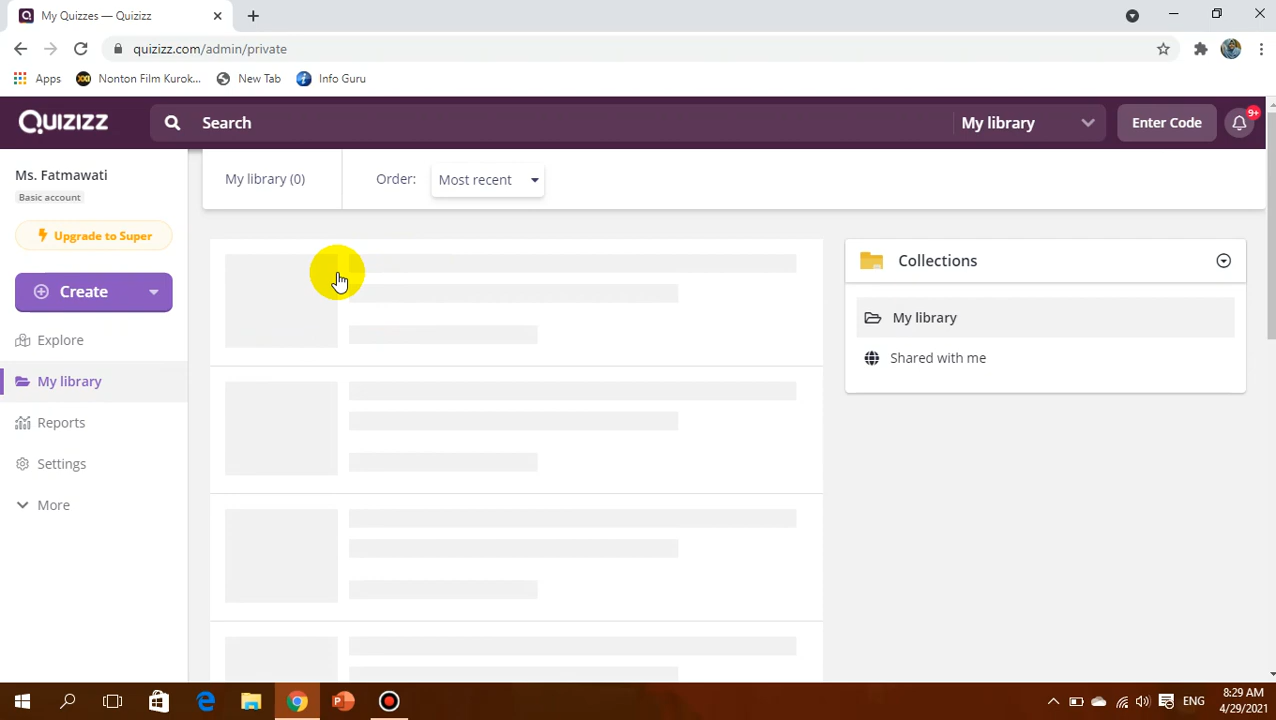 My Quizzes — Quizizz
quizizz.com/admin/private
Apps Nonton Film Kurok... New Tab Info Guru
Quizizz Search My library Enter Code 9+
Ms. Fatmawati
Basic account
My library (0) Order: Most recent
Upgrade to Super
Create
Explore
My library
Reports
Settings
More
Collections
My library
Shared with me
ENG
8:29 AM
4/29/2021